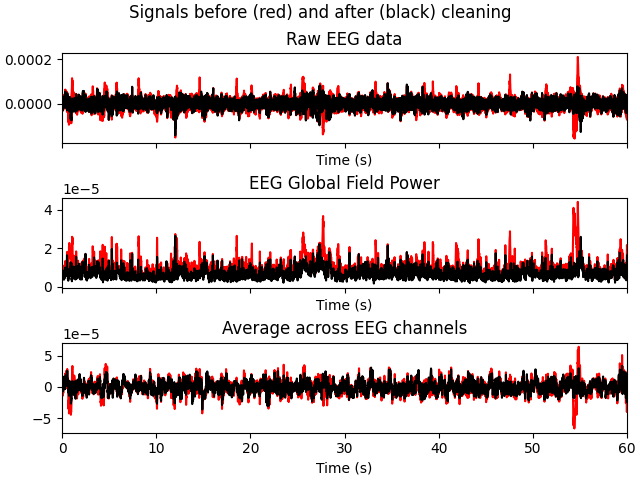 Signals before (red) and after (black) cleaning
Raw EEG data
0.0002
0.0000
Time (s)
EEG Global Field Power
1e−5
4
2
0
Time (s)
Average across EEG channels
1e−5
5
0
−5
0 10 20 30 40 50 60
Time (s)